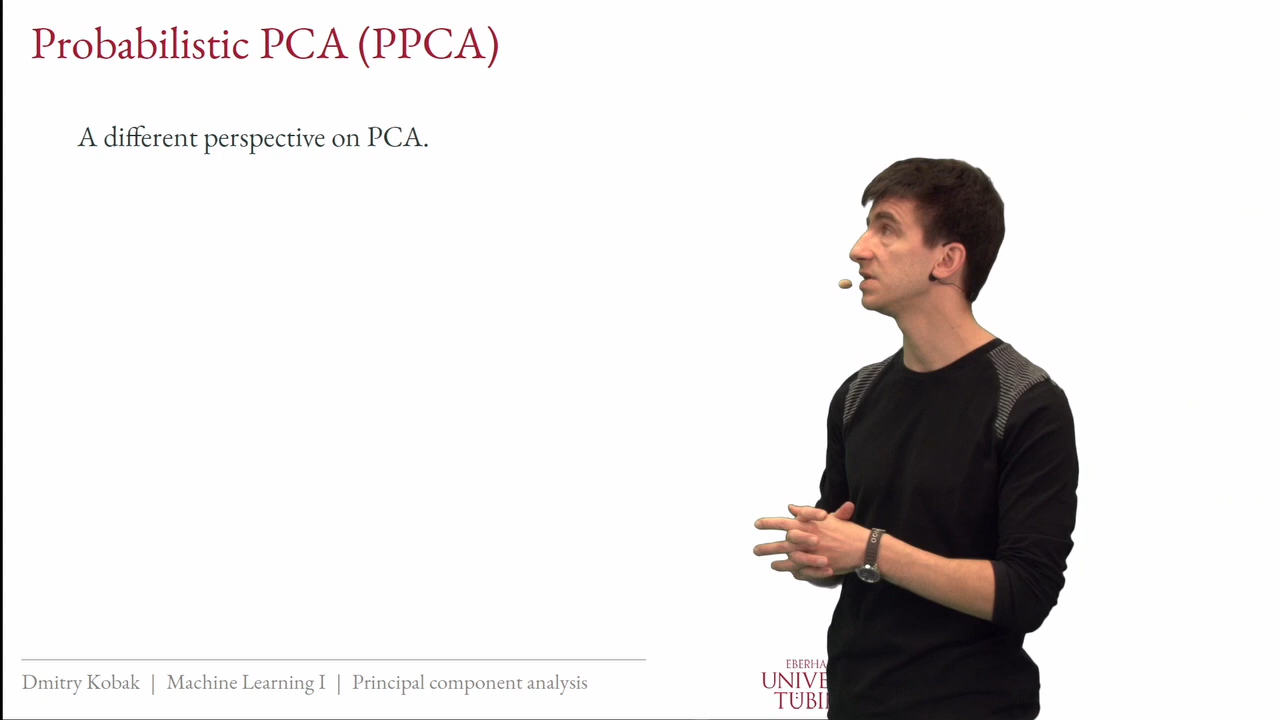 Probabilistic PCA (PPCA)
A different perspective on PCA.
Dmitry Kobak | Machine Learning I | Principal component analysis